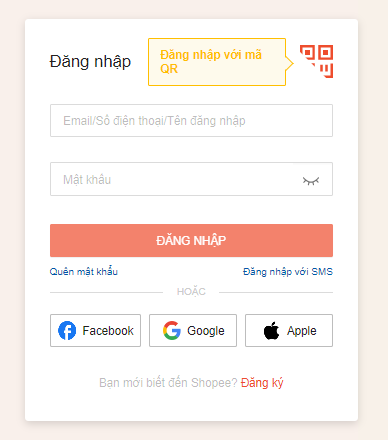 Đăng nhập
Đăng nhập với mã
QR
Email/Số điện thoại/Tên đăng nhập
Mật khẩu
ĐĂNG NHẬP
Quên mật khẩu
Đăng nhập với SMS
HOẶC
Facebook
Google
Apple
Bạn mới biết đến Shopee? Đăng ký